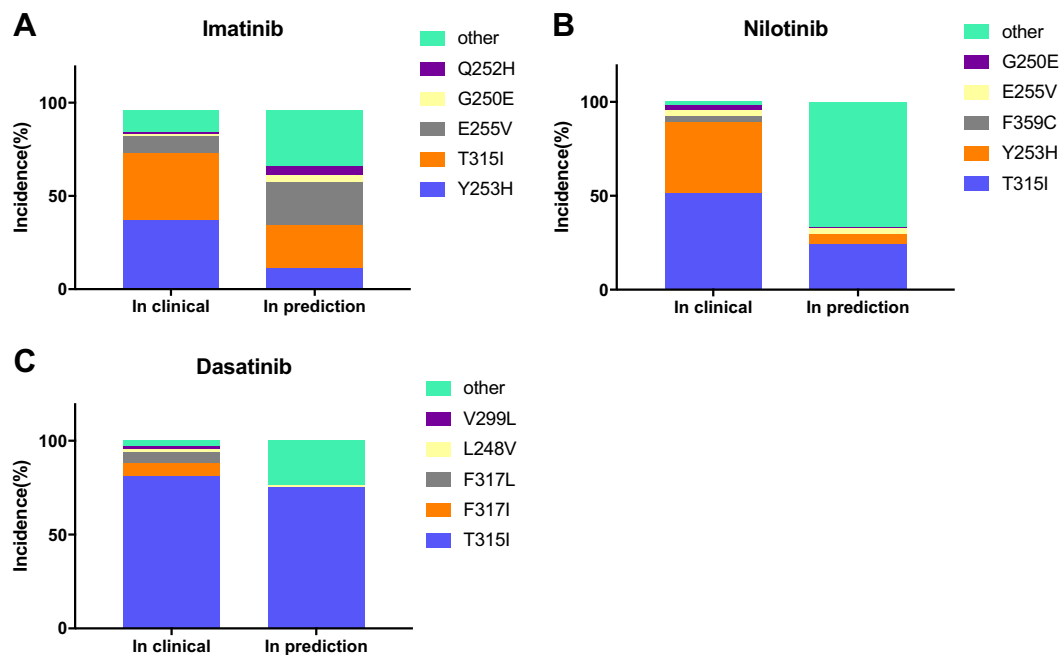 A
Imatinib
Incidence(%)
100
50
0
In clinical
In prediction
other
Q252H
G250E
E255V
T315I
Y253H
B
Nilotinib
Incidence(%)
100
50
0
In clinical
In prediction
other
G250E
E255V
F359C
Y253H
T315I
C
Dasatinib
Incidence(%)
100
50
0
In clinical
In prediction
other
V299L
L248V
F317L
F317I
T315I